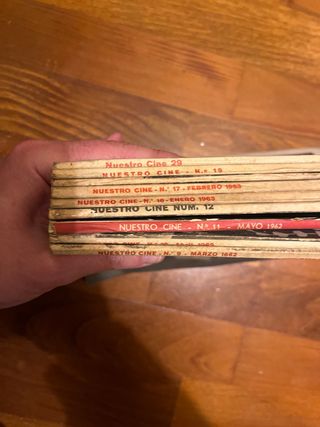 Nuestro Cine 29
NUESTRO CINE - N.º 19
NUESTRO CINE - N.º 17 - FEBRERO 1963
NUESTRO CINE - N.º 16 - ENERO 1963
NUESTRO CINE NUM. 12
NUESTRO CINE - N.º 11 - MAYO 1962
CINE
NUESTRO CINE - N.º 9 - MARZO 1962